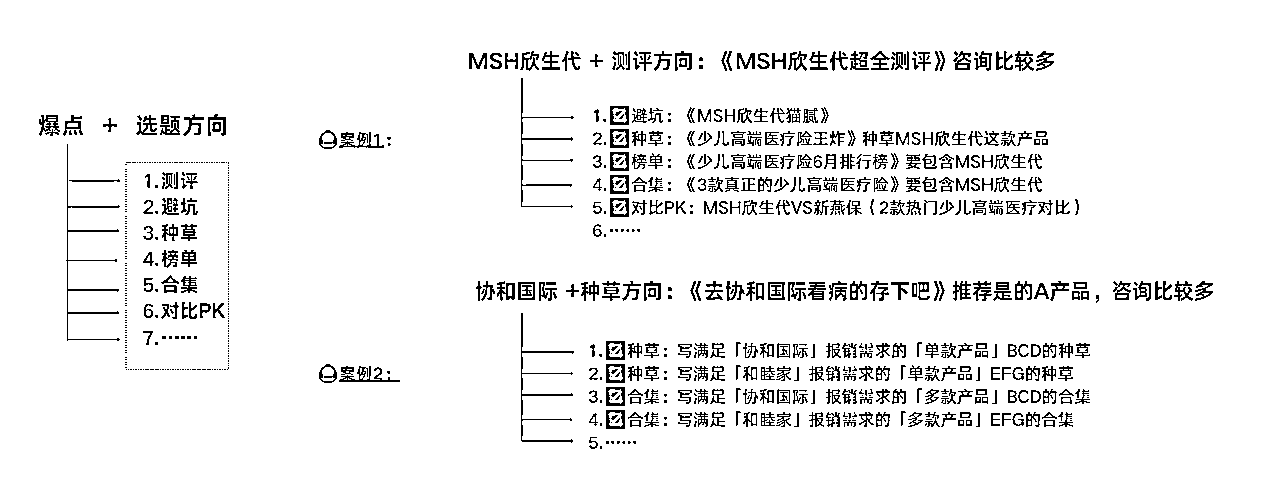 爆点 + 选题方向
1.测评
2.避坑
3.种草
4.榜单
5.合集
6.对比PK
7.……
案例1：
MSH欣生代 + 测评方向：《MSH欣生代超全测评》咨询比较多
1.避坑：《MSH欣生代猫腻》
2.种草：《少儿高端医疗险王炸》种草MSH欣生代这款产品
3.榜单：《少儿高端医疗险6月排行榜》要包含MSH欣生代
4.合集：《3款真正的少儿高端医疗险》要包含MSH欣生代
5.对比PK：MSH欣生代VS新燕保（2款热门少儿高端医疗对比）
6.……
案例2：
协和国际 +种草方向：《去协和国际看病的存下吧》推荐是的A产品，咨询比较多
1.种草：写满足「协和国际」报销需求的「单款产品」BCD的种草
2.种草：写满足「和睦家」报销需求的「单款产品」EFG的种草
3.合集：写满足「协和国际」报销需求的「多款产品」BCD的合集
4.合集：写满足「和睦家」报销需求的「多款产品」EFG的合集
5.……